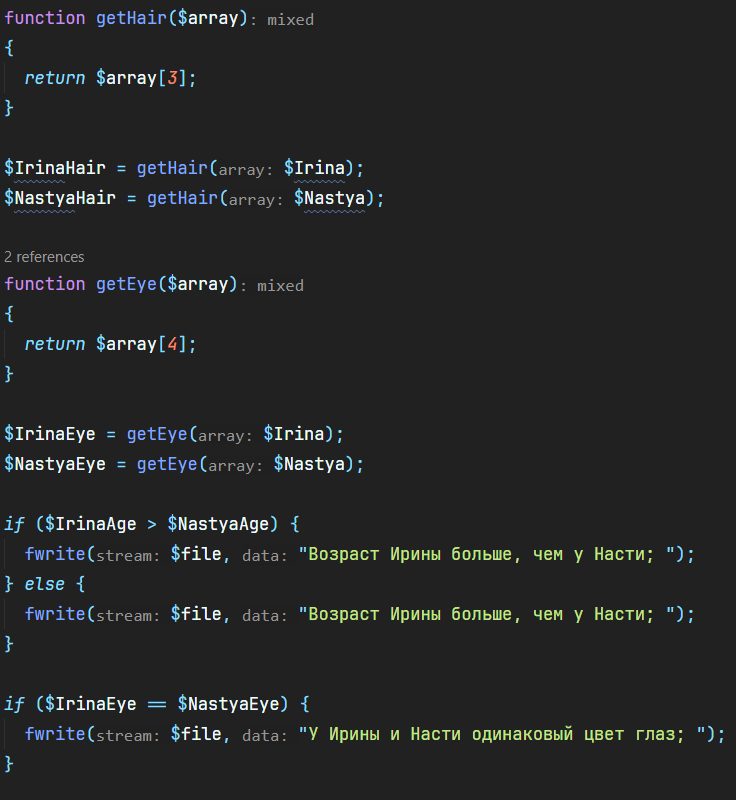 function getHair($array): mixed
{
return $array[3];
}
$IrinaHair = getHair(array: $Irina);
$NastyaHair = getHair(array: $Nastya);
2 references
function getEye($array): mixed
{
return $array[4];
}
$IrinaEye = getEye(array: $Irina);
$NastyaEye = getEye(array: $Nastya);
if ($IrinaAge > $NastyaAge) {
fwrite(stream: $file, data: "Возраст Ирины больше, чем у Насти; ");
} else {
fwrite(stream: $file, data: "Возраст Ирины больше, чем у Насти; ");
}
if ($IrinaEye == $NastyaEye) {
fwrite(stream: $file, data: "У Ирины и Насти одинаковый цвет глаз; ");
}